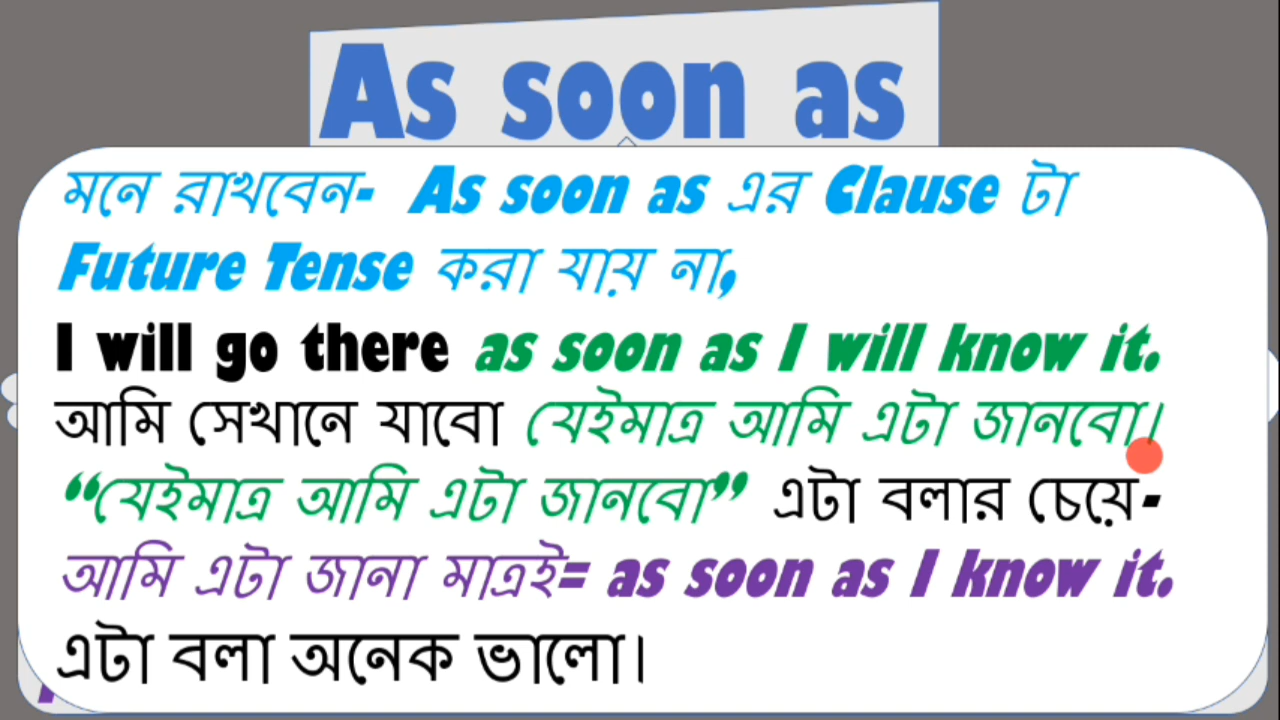 As soon as
মনে রাখবেন- As soon as এর Clause টা
Future Tense করা যায় না,
I will go there as soon as I will know it.
আমি সেখানে যাবো যেইমাত্র আমি এটা জানবো।
“যেইমাত্র আমি এটা জানবো” এটা বলার চেয়ে-
আমি এটা জানা মাত্রই= as soon as I know it.
এটা বলা অনেক ভালো।